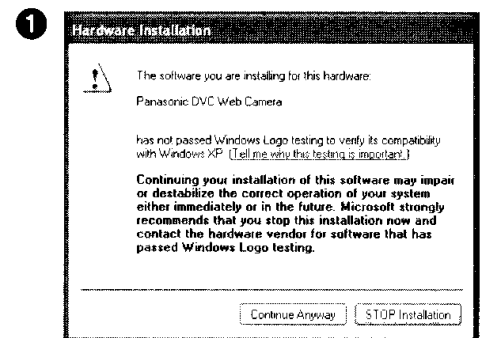 1
Hardware Installation
The software you are installing for this hardware:
Panasonic DVC Web Camera
has not passed Windows Logo testing to verify its compatibility
with Windows XP. (Tell me why this testing is important.)
Continuing your installation of this software may impair
or destabilize the correct operation of your system
either immediately or in the future. Microsoft strongly
recommends that you stop this installation now and
contact the hardware vendor for software that has
passed Windows Logo testing.
Continue Anyway STOP Installation